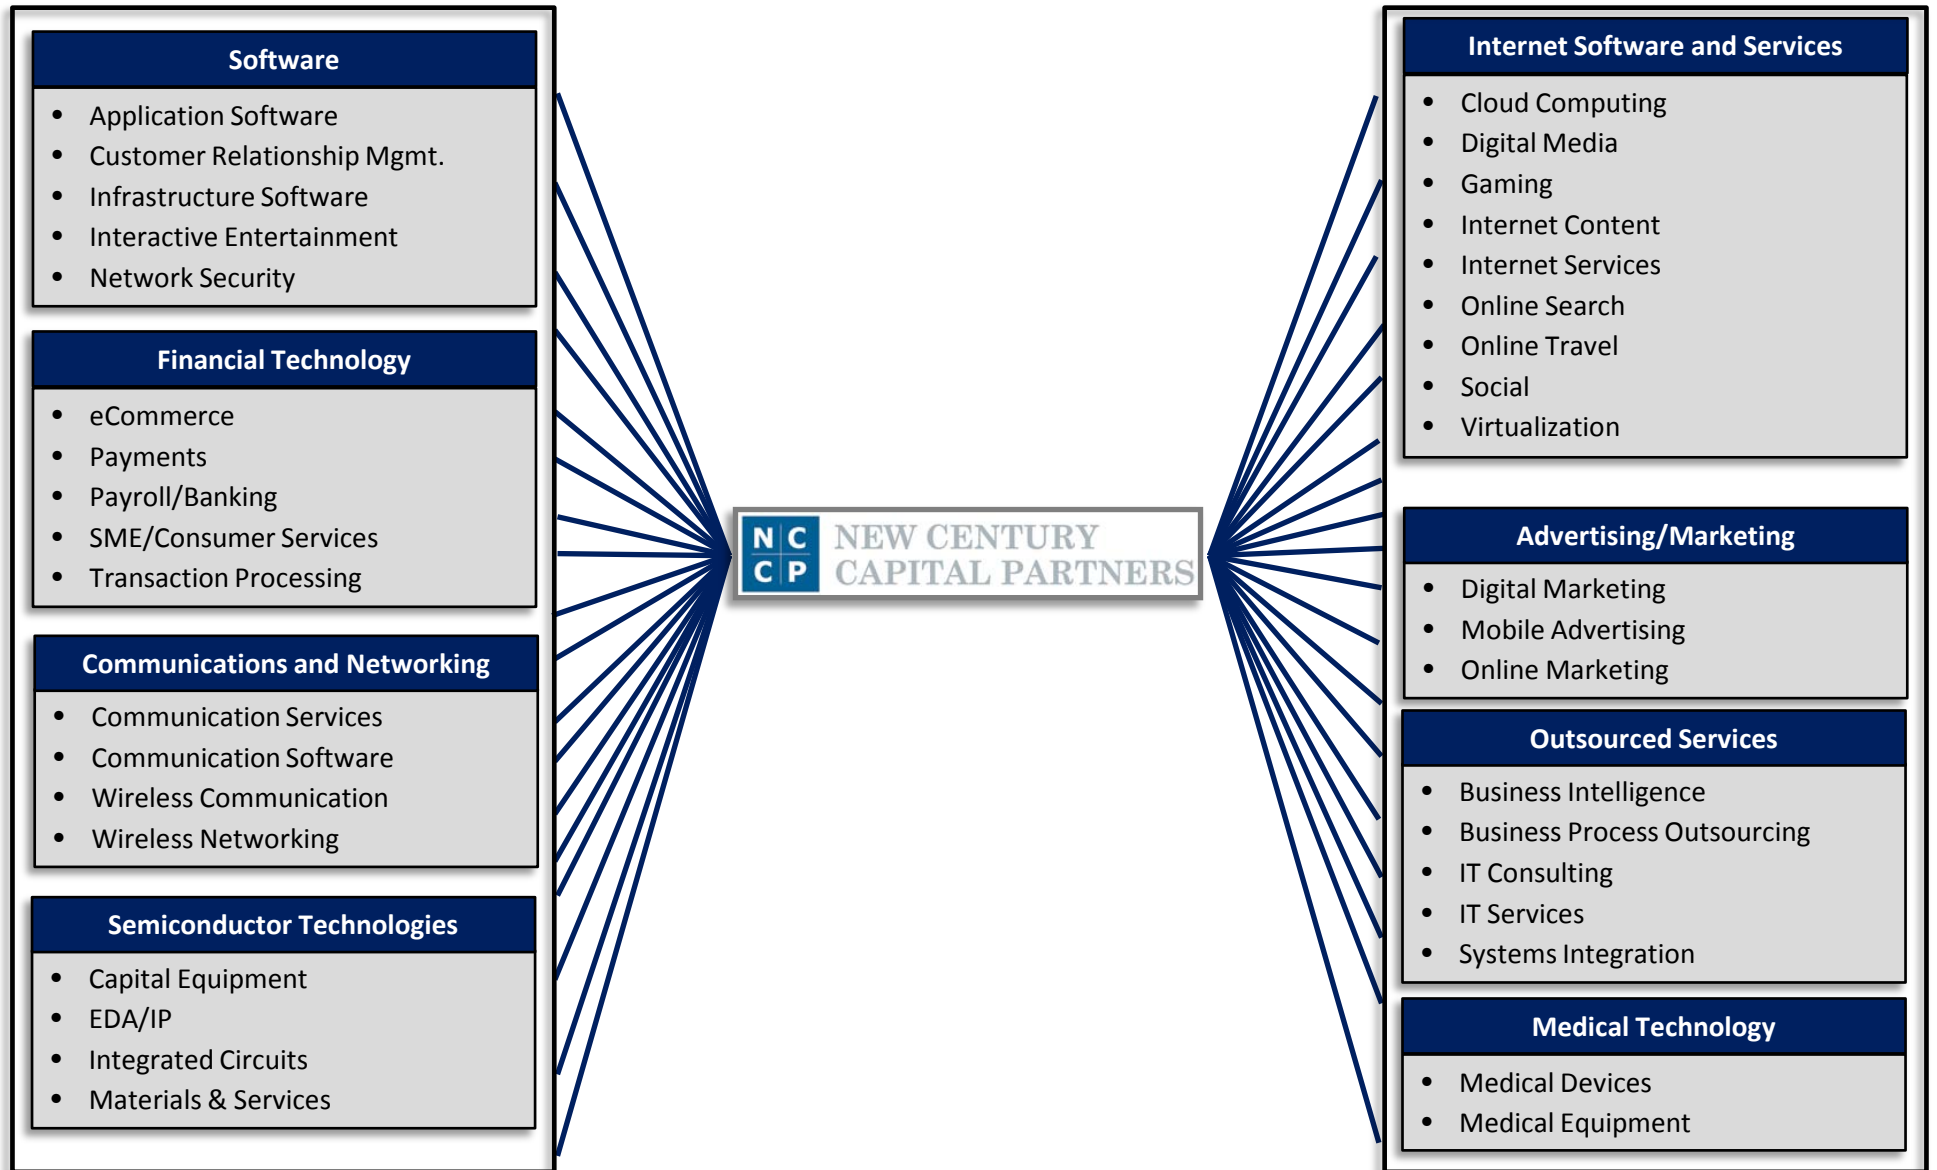 Software
• Application Software
• Customer Relationship Mgmt.
• Infrastructure Software
• Interactive Entertainment
• Network Security
Financial Technology
• eCommerce
• Payments
• Payroll/Banking
• SME/Consumer Services
• Transaction Processing
Communications and Networking
• Communication Services
• Communication Software
• Wireless Communication
• Wireless Networking
Semiconductor Technologies
• Capital Equipment
• EDA/IP
• Integrated Circuits
• Materials & Services
N C
C P
NEW CENTURY
CAPITAL PARTNERS
Internet Software and Services
• Cloud Computing
• Digital Media
• Gaming
• Internet Content
• Internet Services
• Online Search
• Online Travel
• Social
• Virtualization
Advertising/Marketing
• Digital Marketing
• Mobile Advertising
• Online Marketing
Outsourced Services
• Business Intelligence
• Business Process Outsourcing
• IT Consulting
• IT Services
• Systems Integration
Medical Technology
• Medical Devices
• Medical Equipment